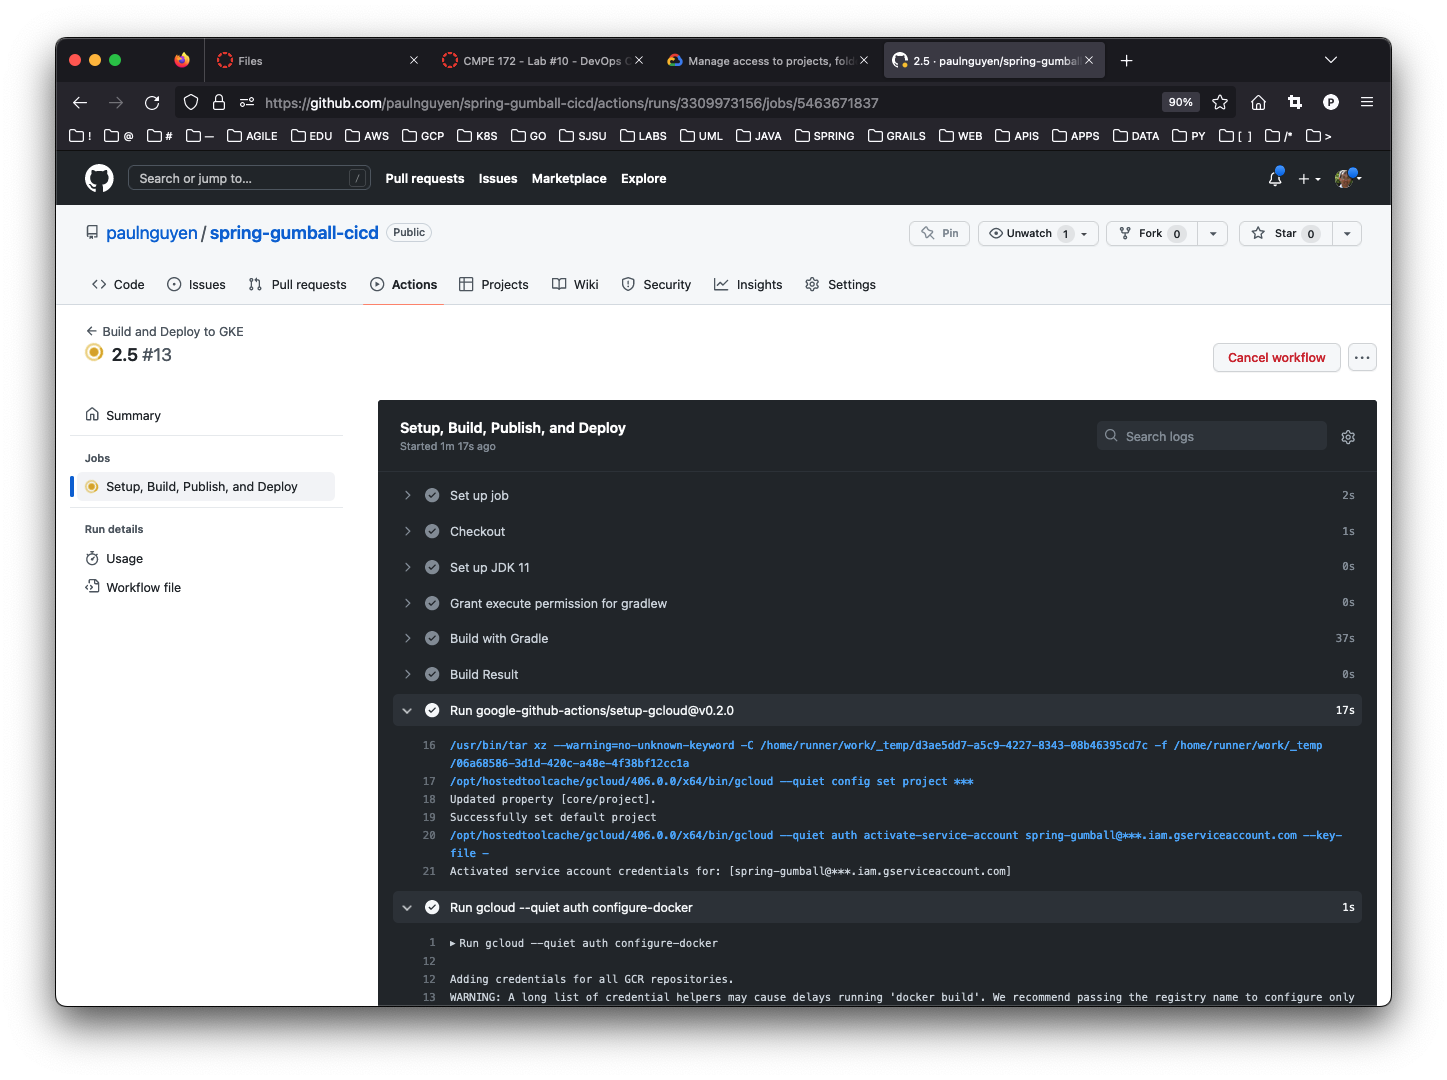 Files
CMPE 172 - Lab #10 - DevOps
Manage access to projects, fold
2.5 · paulnguyen/spring-gumbal
https://github.com/paulnguyen/spring-gumball-cicd/actions/runs/3309973156/jobs/5463671837
90%
P
! @ # — AGILE EDU AWS GCP K8S GO SJSU LABS UML JAVA SPRING GRAILS WEB APIS APPS DATA PY [ ] /* >
Search or jump to... /
Pull requests Issues Marketplace Explore
paulnguyen / spring-gumball-cicd Public
Pin Unwatch 1 Fork 0 Star 0
Code Issues Pull requests Actions Projects Wiki Security Insights Settings
Build and Deploy to GKE
2.5 #13
Cancel workflow
Summary
Jobs
Setup, Build, Publish, and Deploy
Run details
Usage
Workflow file
Setup, Build, Publish, and Deploy
Started 1m 17s ago
Search logs
Set up job 2s
Checkout 1s
Set up JDK 11 0s
Grant execute permission for gradlew 0s
Build with Gradle 37s
Build Result 0s
Run google-github-actions/setup-gcloud@v0.2.0 17s
16 /usr/bin/tar xz --warning=no-unknown-keyword -C /home/runner/work/_temp/d3ae5dd7-a5c9-4227-8343-08b46395cd7c -f /home/runner/work/_temp
/06a68586-3d1d-420c-a48e-4f38bf12cc1a
17 /opt/hostedtoolcache/gcloud/406.0.0/x64/bin/gcloud --quiet config set project ***
18 Updated property [core/project].
19 Successfully set default project
20 /opt/hostedtoolcache/gcloud/406.0.0/x64/bin/gcloud --quiet auth activate-service-account spring-gumball@***.iam.gserviceaccount.com --key-
file -
21 Activated service account credentials for: [spring-gumball@***.iam.gserviceaccount.com]
Run gcloud --quiet auth configure-docker 1s
1 Run gcloud --quiet auth configure-docker
12
12 Adding credentials for all GCR repositories.
13 WARNING: A long list of credential helpers may cause delays running 'docker build'. We recommend passing the registry name to configure only